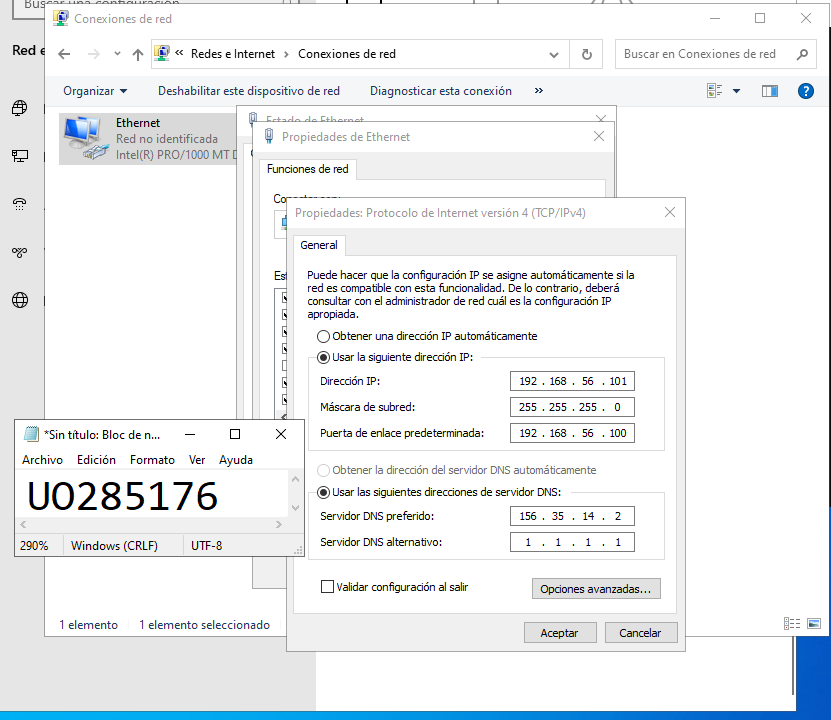 Buscar una configuración
Conexiones de red
Red e
« Redes e Internet › Conexiones de red
Buscar en Conexiones de red
Organizar
Deshabilitar este dispositivo de red
Diagnosticar esta conexión
»
Ethernet
Red no identificada
Intel(R) PRO/1000 MT D
Estado de Ethernet
Propiedades de Ethernet
Funciones de red
Conectar con:
Propiedades: Protocolo de Internet versión 4 (TCP/IPv4)
General
Est
Puede hacer que la configuración IP se asigne automáticamente si la
red es compatible con esta funcionalidad. De lo contrario, deberá
consultar con el administrador de red cuál es la configuración IP
apropiada.
Obtener una dirección IP automáticamente
Usar la siguiente dirección IP:
Dirección IP: 192 . 168 . 56 . 101
Máscara de subred: 255 . 255 . 255 . 0
Puerta de enlace predeterminada: 192 . 168 . 56 . 100
Obtener la dirección del servidor DNS automáticamente
Usar las siguientes direcciones de servidor DNS:
Servidor DNS preferido: 156 . 35 . 14 . 2
Servidor DNS alternativo: 1 . 1 . 1 . 1
Validar configuración al salir
Opciones avanzadas...
Aceptar
Cancelar
*Sin título: Bloc de n...
Archivo Edición Formato Ver Ayuda
UO285176
290% Windows (CRLF) UTF-8
1 elemento
1 elemento seleccionado